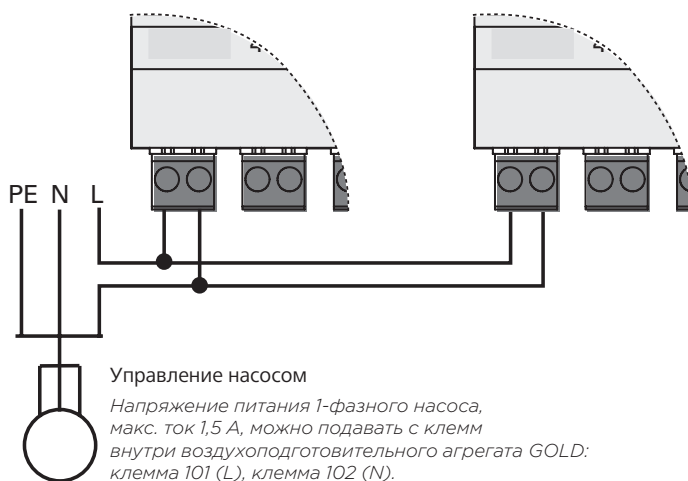 PE N L
Управление насосом
Напряжение питания 1-фазного насоса,
макс. ток 1,5 А, можно подавать с клемм
внутри воздухоподготовительного агрегата GOLD:
клемма 101 (L), клемма 102 (N).